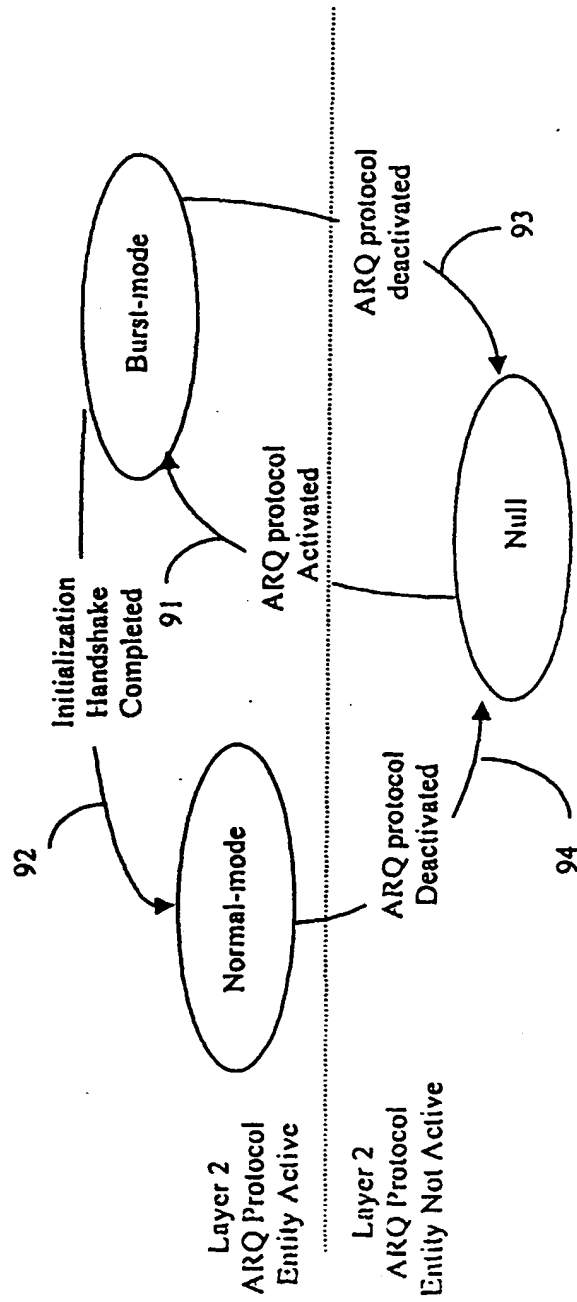 Layer 2
ARQ Protocol
Entity Active
Layer 2
ARQ Protocol
Entity Not Active
92
Initialization
Handshake
Completed
91
Normal-mode
Burst-mode
ARQ protocol
Activated
ARQ protocol
Deactivated
94
Null
ARQ protocol
deactivated
93